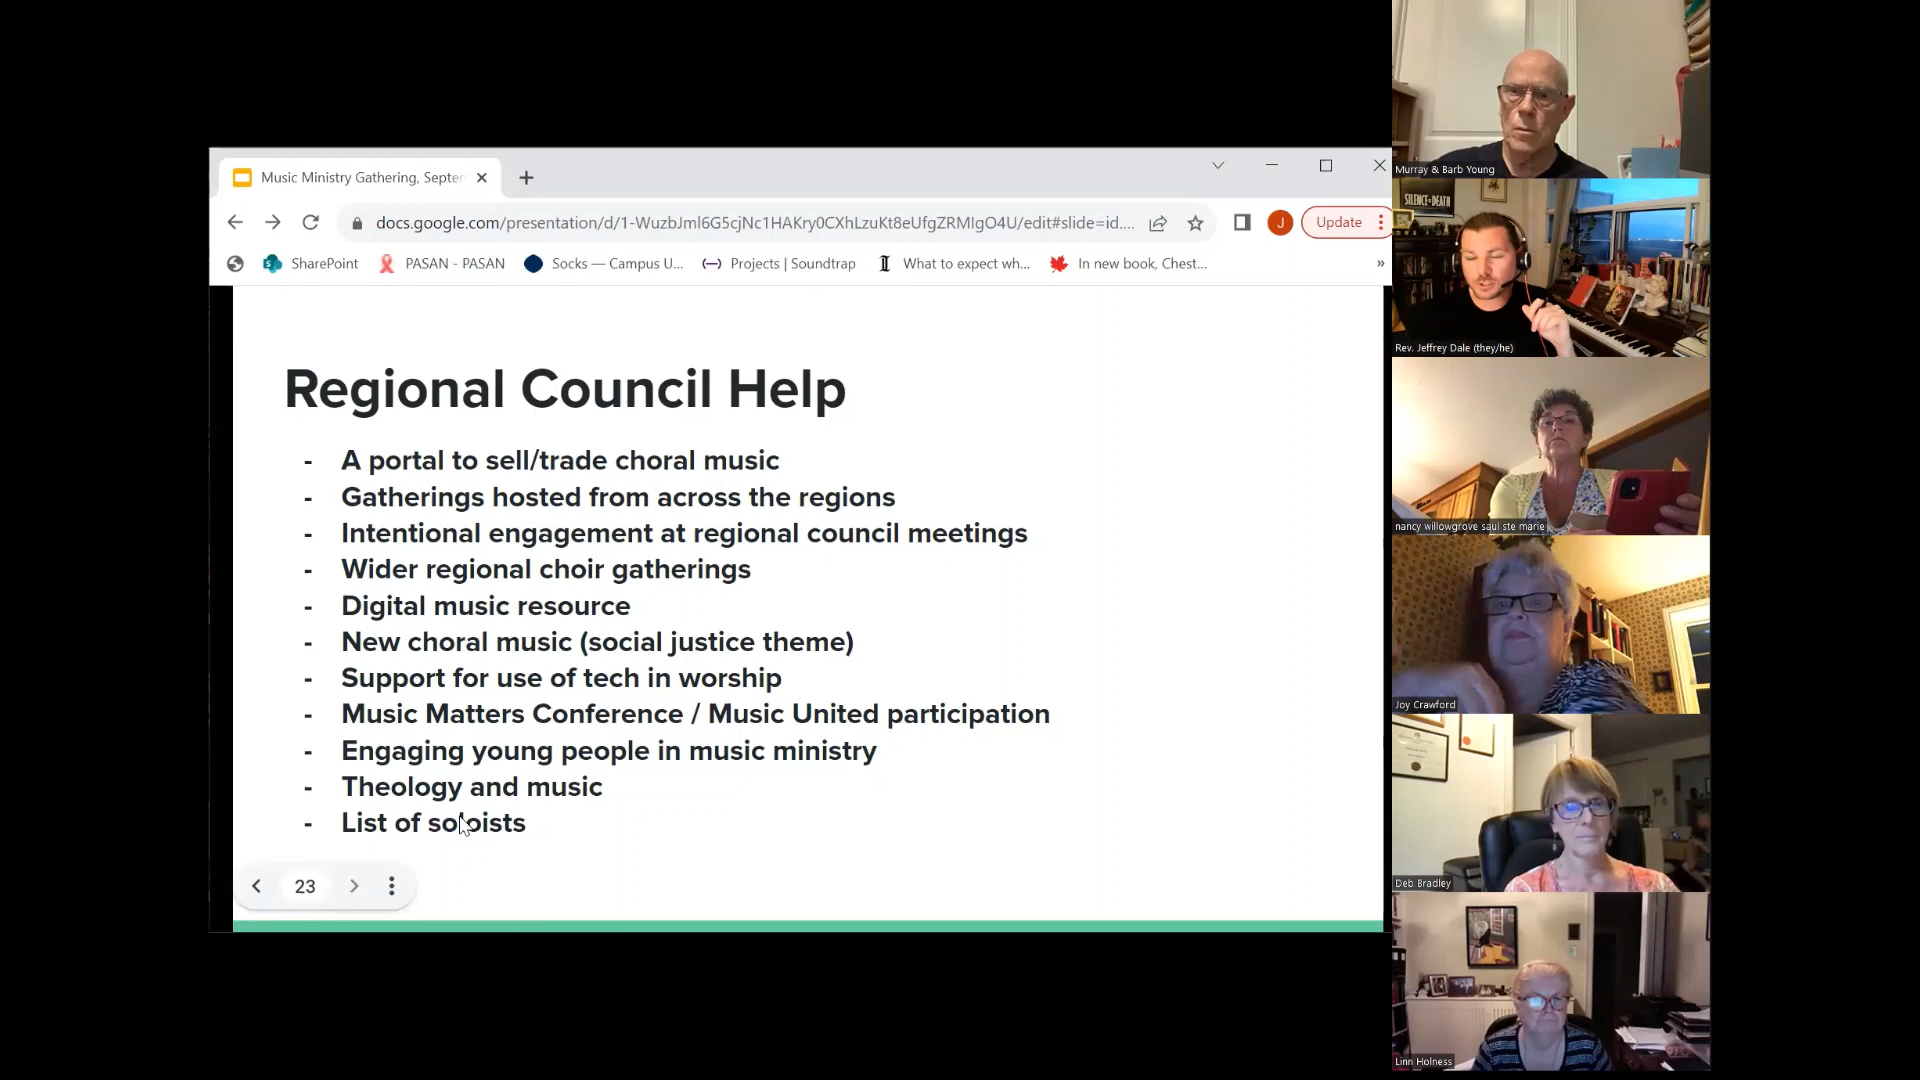 Music Ministry Gathering, Septen
docs.google.com/presentation/d/1-WuzbJml6G5cjNc1HAKry0CXhLzuKt8eUfgZRMIgO4U/edit#slide=id....
J
Update
SharePoint
PASAN - PASAN
Socks — Campus U...
Projects | Soundtrap
What to expect wh...
In new book, Chest...
»
Regional Council Help
- A portal to sell/trade choral music
- Gatherings hosted from across the regions
- Intentional engagement at regional council meetings
- Wider regional choir gatherings
- Digital music resource
- New choral music (social justice theme)
- Support for use of tech in worship
- Music Matters Conference / Music United participation
- Engaging young people in music ministry
- Theology and music
- List of soloists
23
Murray & Barb Young
SILENCE=DEATH
Rev. Jeffrey Dale (they/he)
nancy willowgrove saul ste marie
Joy Crawford
Deb Bradley
Linn Holness